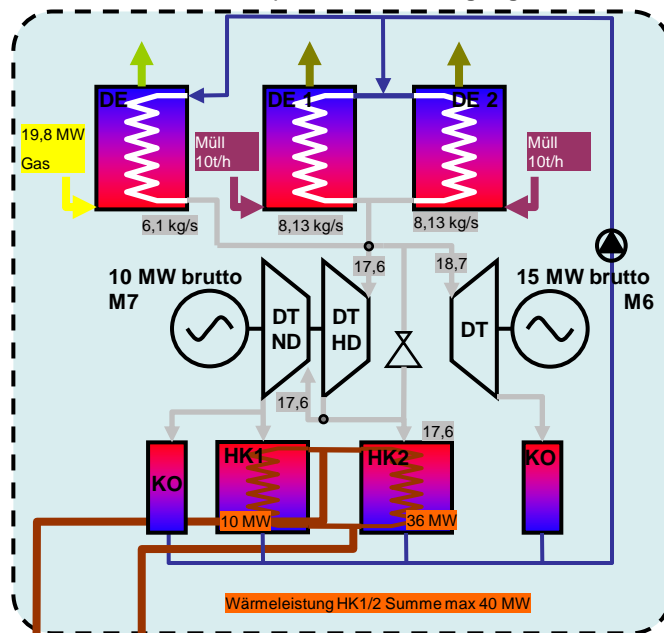 DE
DE 1
DE 2
19,8 MW
Gas
Müll
10t/h
Müll
10t/h
6,1 kg/s
8,13 kg/s
8,13 kg/s
17,6
18,7
10 MW brutto
M7
15 MW brutto
M6
DT
ND
DT
HD
DT
17,6
17,6
KO
HK1
HK2
KO
10 MW
36 MW
Wärmeleistung HK1/2 Summe max 40 MW